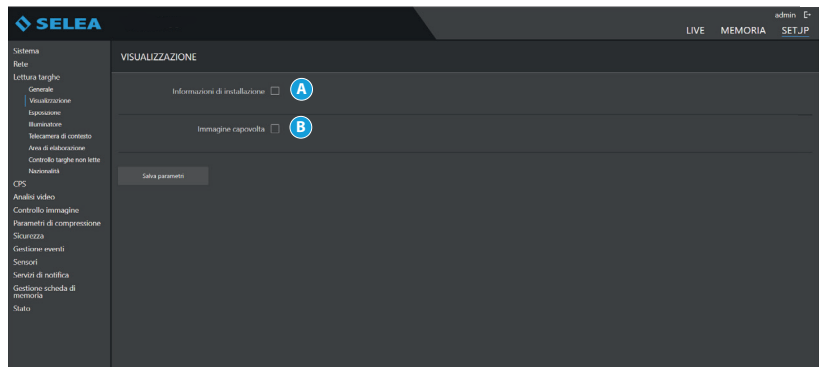 SELEA
admin
LIVE MEMORIA SETUP
Sistema
Rete
Lettura targhe
Generale
Visualizzazione
Esposizione
Illuminatore
Telecamera di contesto
Area di elaborazione
Controllo targhe non lette
Nazionalità
CPS
Analisi video
Controllo immagine
Parametri di compressione
Sicurezza
Gestione eventi
Sensori
Servizi di notifica
Gestione scheda di
memoria
Stato
VISUALIZZAZIONE
Informazioni di installazione A
Immagine capovolta B
Salva parametri